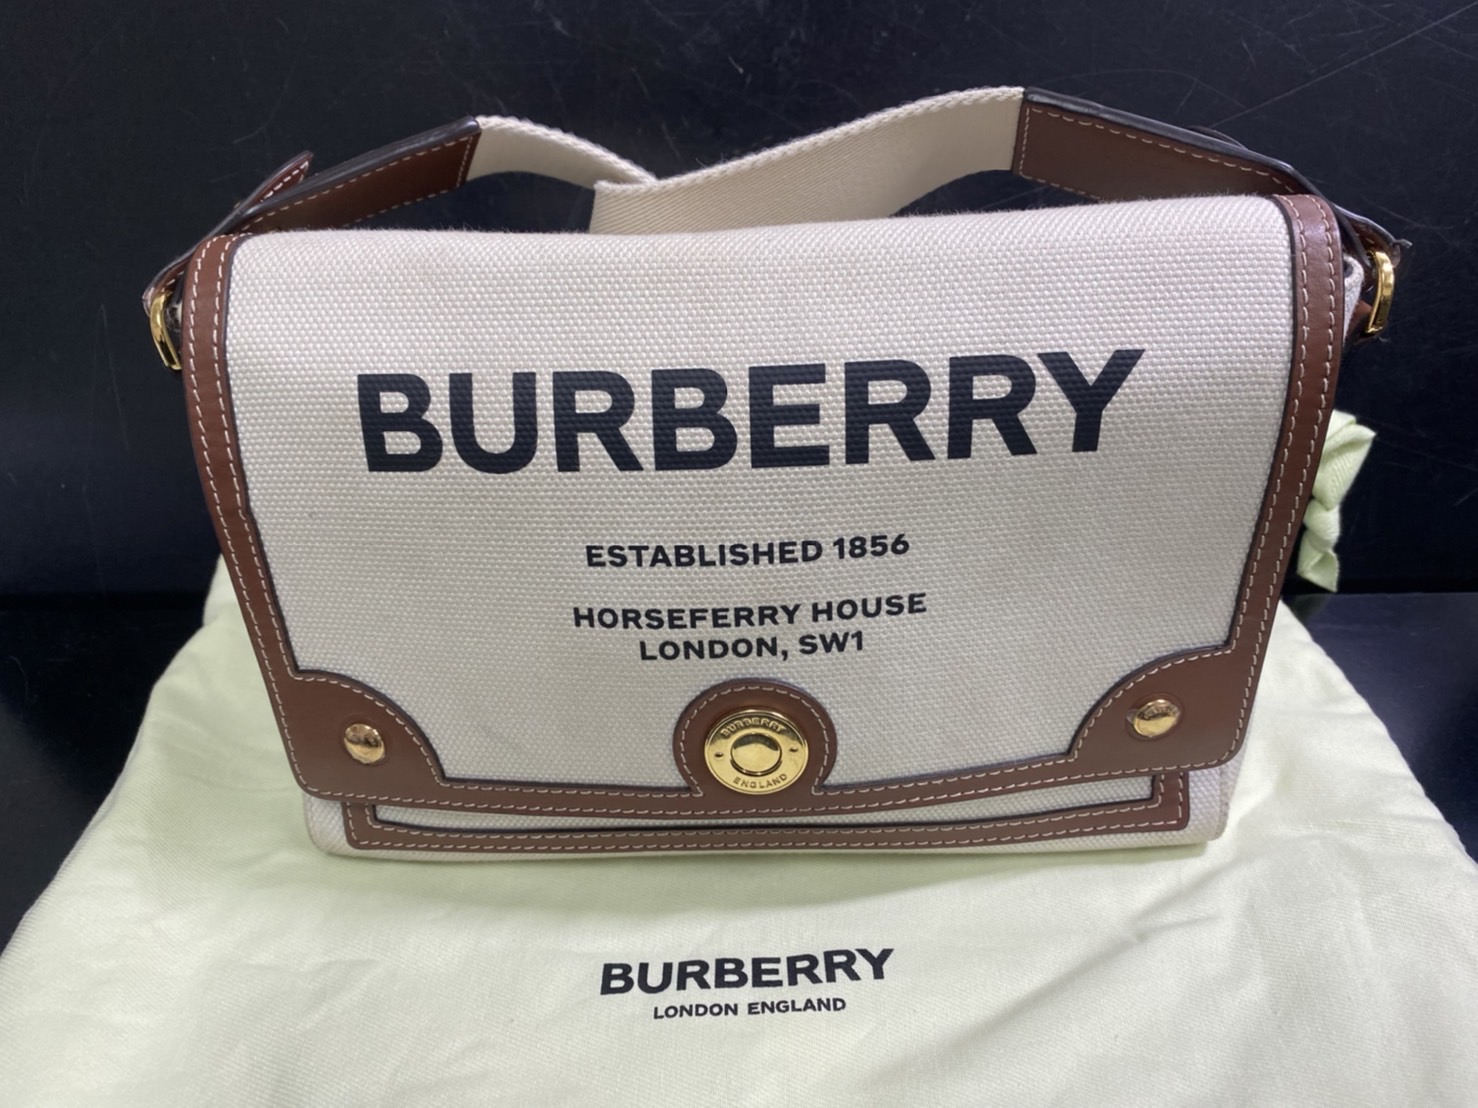 BURBERRY
ESTABLISHED 1856
HORSEFERRY HOUSE
LONDON, SW1
BURBERRY
ENGLAND
BURBERRY
LONDON ENGLAND